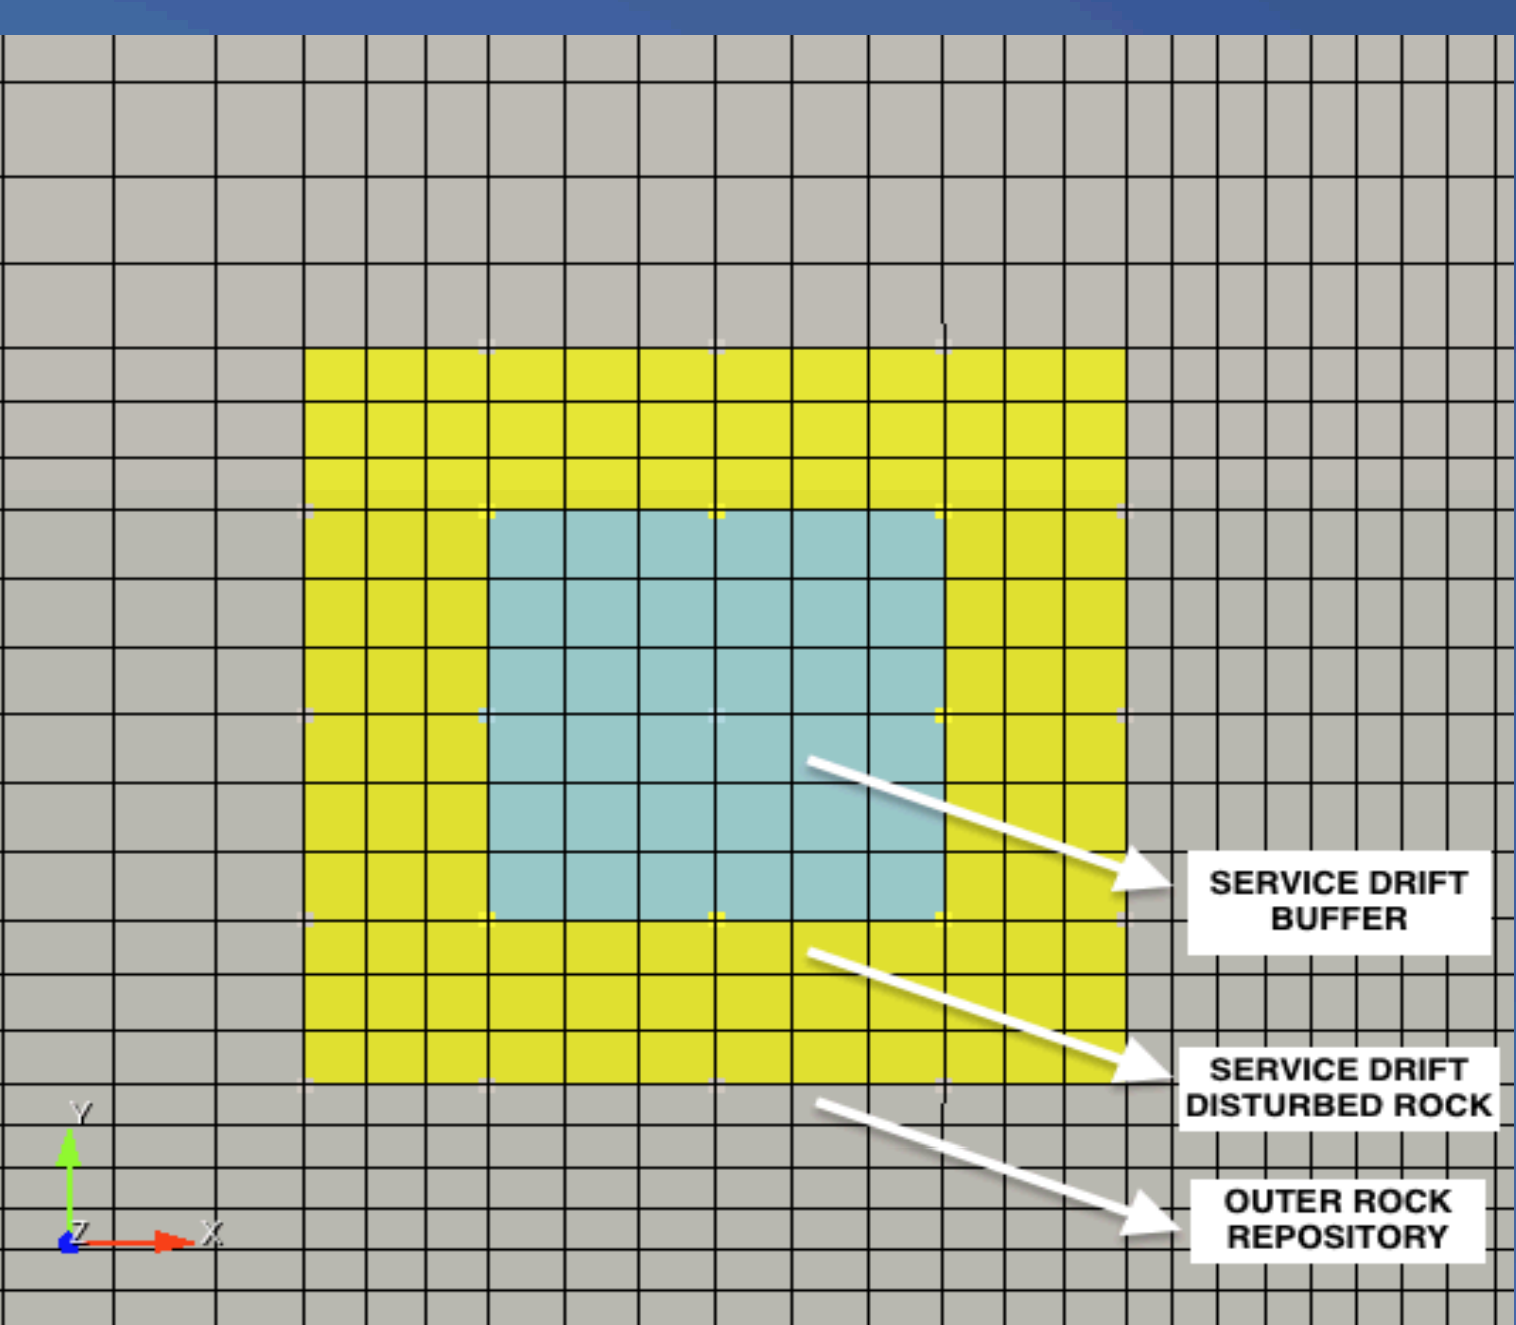 SERVICE DRIFT
BUFFER
SERVICE DRIFT
DISTURBED ROCK
OUTER ROCK
REPOSITORY
Y
Z
X